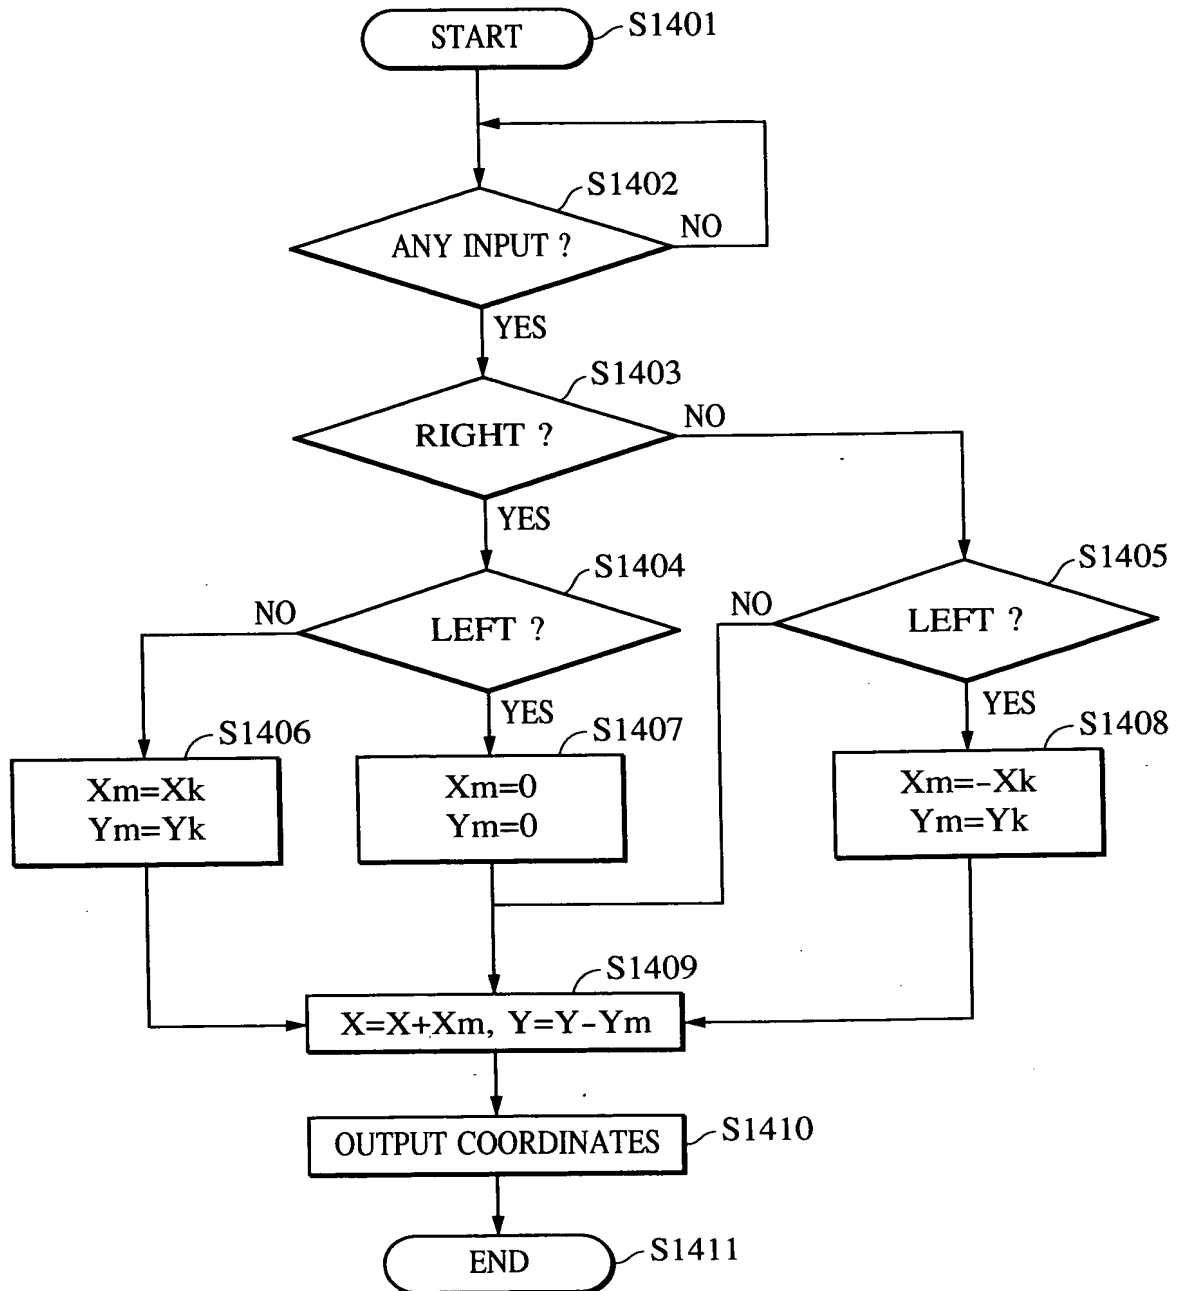 START
S1401
S1402
ANY INPUT ?
NO
YES
S1403
RIGHT ?
NO
YES
S1404
LEFT ?
NO
YES
S1405
LEFT ?
NO
YES
S1406
Xm=Xk
Ym=Yk
S1407
Xm=0
Ym=0
S1408
Xm=-Xk
Ym=Yk
S1409
X=X+Xm, Y=Y-Ym
OUTPUT COORDINATES
S1410
END
S1411